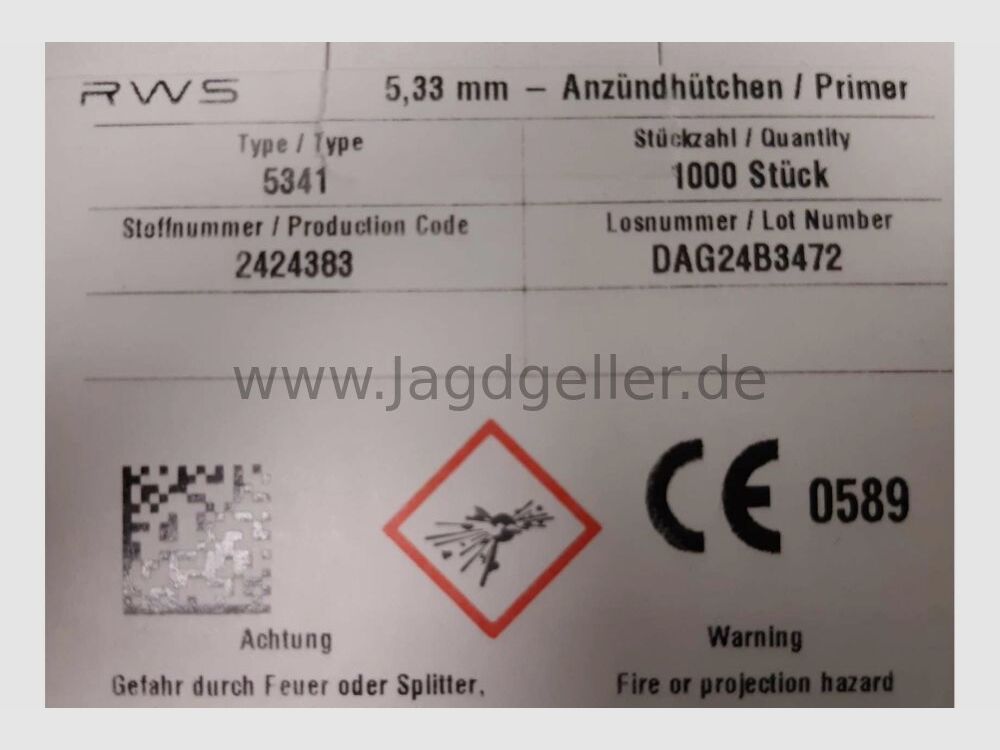 RWS 5,33 mm – Anzündhütchen / Primer
Type / Type Stückzahl / Quantity
5341 1000 Stück
Stoffnummer / Production Code Losnummer / Lot Number
2424383 DAG24B3472
www.Jagdgeller.de
CE 0589
Achtung Warning
Gefahr durch Feuer oder Splitter. Fire or projection hazard